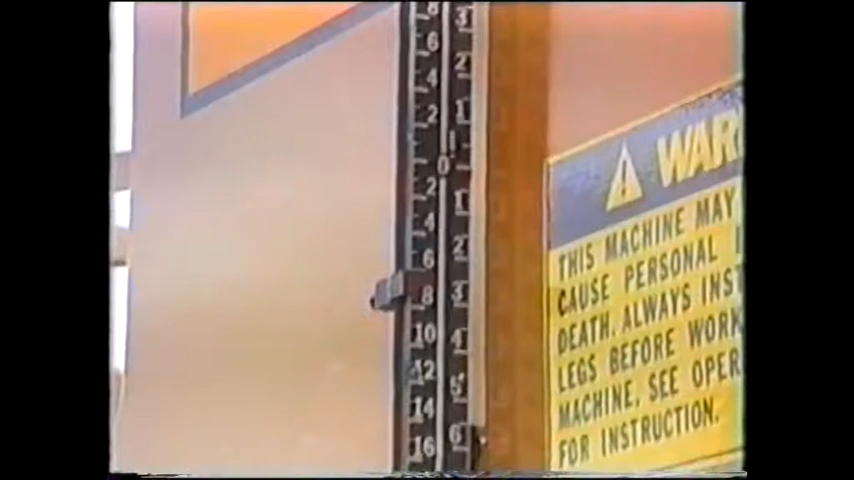 8 3
6
4 2
2 1
0
2 1
4
6 2
8 3
10 4
12
14 5
16 6
WAR
THIS MACHINE MAY
CAUSE PERSONAL
DEATH. ALWAYS INST
LEGS BEFORE WORK
MACHINE. SEE OPER
FOR INSTRUCTION.